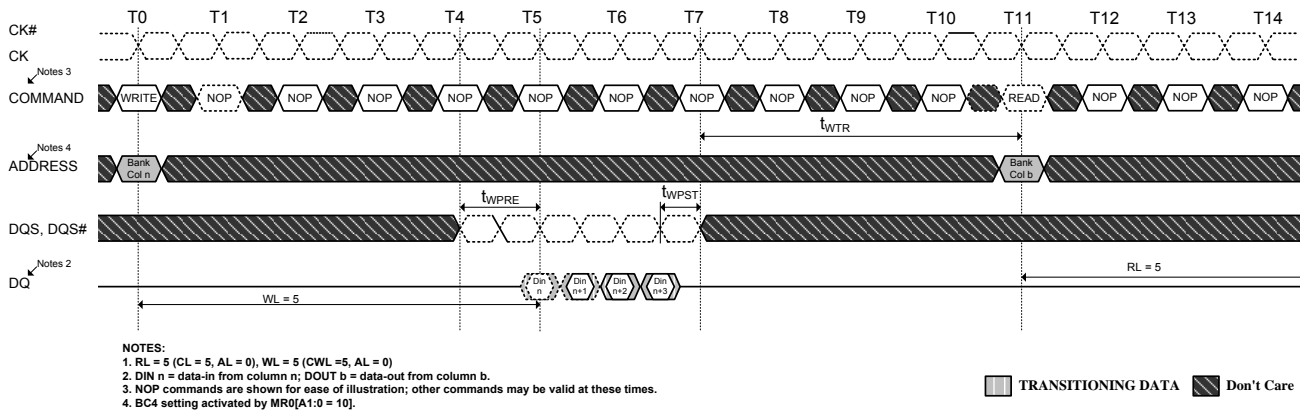 T0 T1 T2 T3 T4 T5 T6 T7 T8 T9 T10 T11 T12 T13 T14
CK#
CK
Notes 3
COMMAND WRITE NOP NOP NOP NOP NOP NOP NOP NOP NOP NOP READ NOP NOP NOP
tWTR
Notes 4
ADDRESS Bank Col n Bank Col b
tWPRE tWPST
DQS, DQS#
Notes 2
DQ Din n Din n+1 Din n+2 Din n+3
RL = 5
WL = 5
NOTES:
1. RL = 5 (CL = 5, AL = 0), WL = 5 (CWL =5, AL = 0)
2. DIN n = data-in from column n; DOUT b = data-out from column b.
3. NOP commands are shown for ease of illustration; other commands may be valid at these times.
4. BC4 setting activated by MR0[A1:0 = 10].
TRANSITIONING DATA Don't Care